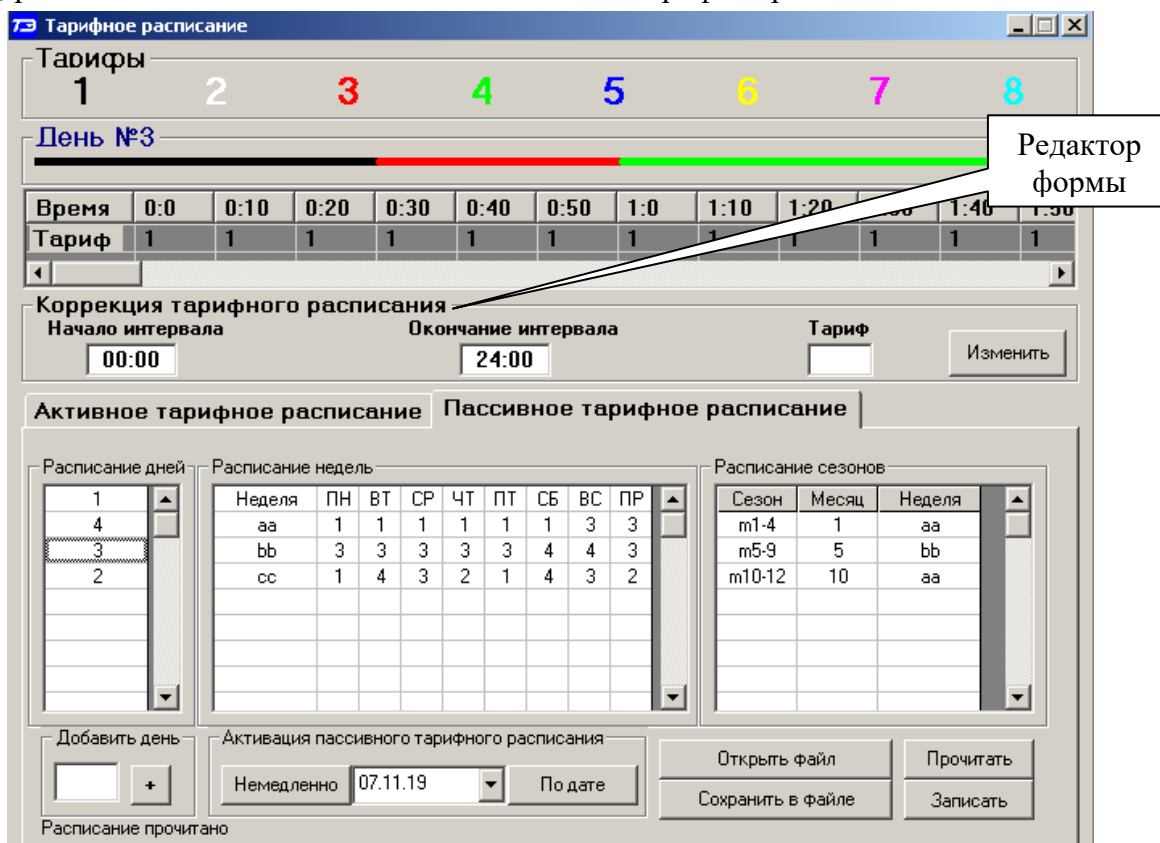 ТЭ Тарифное расписание
Тарифы
1 2 3 4 5 6 7 8
День №3
Редактор
формы
Время 0:0 0:10 0:20 0:30 0:40 0:50 1:0 1:10 1:20 1:40 1:50
Тариф 1 1 1 1 1 1 1 1 1 1 1 1
Коррекция тарифного расписания
Начало интервала Окончание интервала Тариф
00:00 24:00 Изменить
Активное тарифное расписание Пассивное тарифное расписание
Расписание дней Расписание недель Расписание сезонов
1 Неделя ПН ВТ СР ЧТ ПТ СБ ВС ПР Сезон Месяц Неделя
4 aa 1 1 1 1 1 1 3 3 m1-4 1 aa
3 bb 3 3 3 3 3 4 4 3 m5-9 5 bb
2 cc 1 4 3 2 1 4 3 2 m10-12 10 aa
Добавить день Активация пассивного тарифного расписания
Открыть файл Прочитать
+ Немедленно 07.11.19 По дате
Сохранить в файле Записать
Расписание прочитано